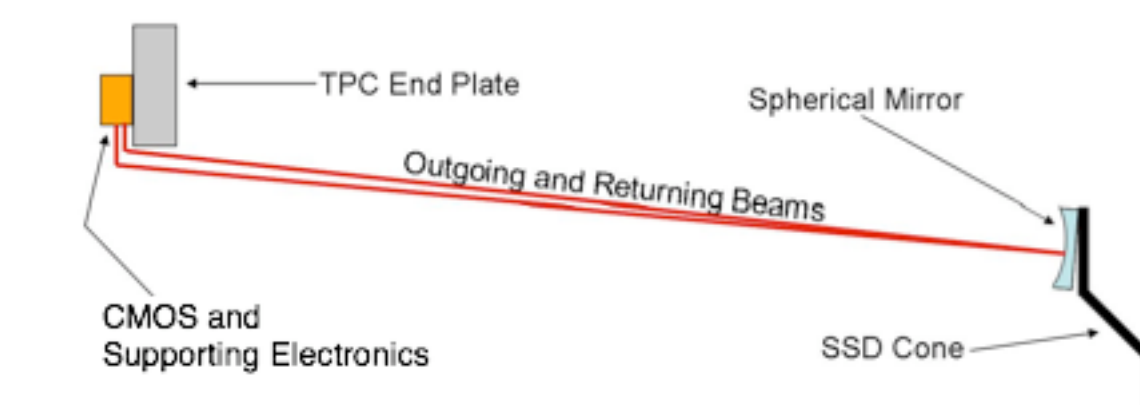 TPC End Plate
Spherical Mirror
Outgoing and Returning Beams
CMOS and
Supporting Electronics
SSD Cone